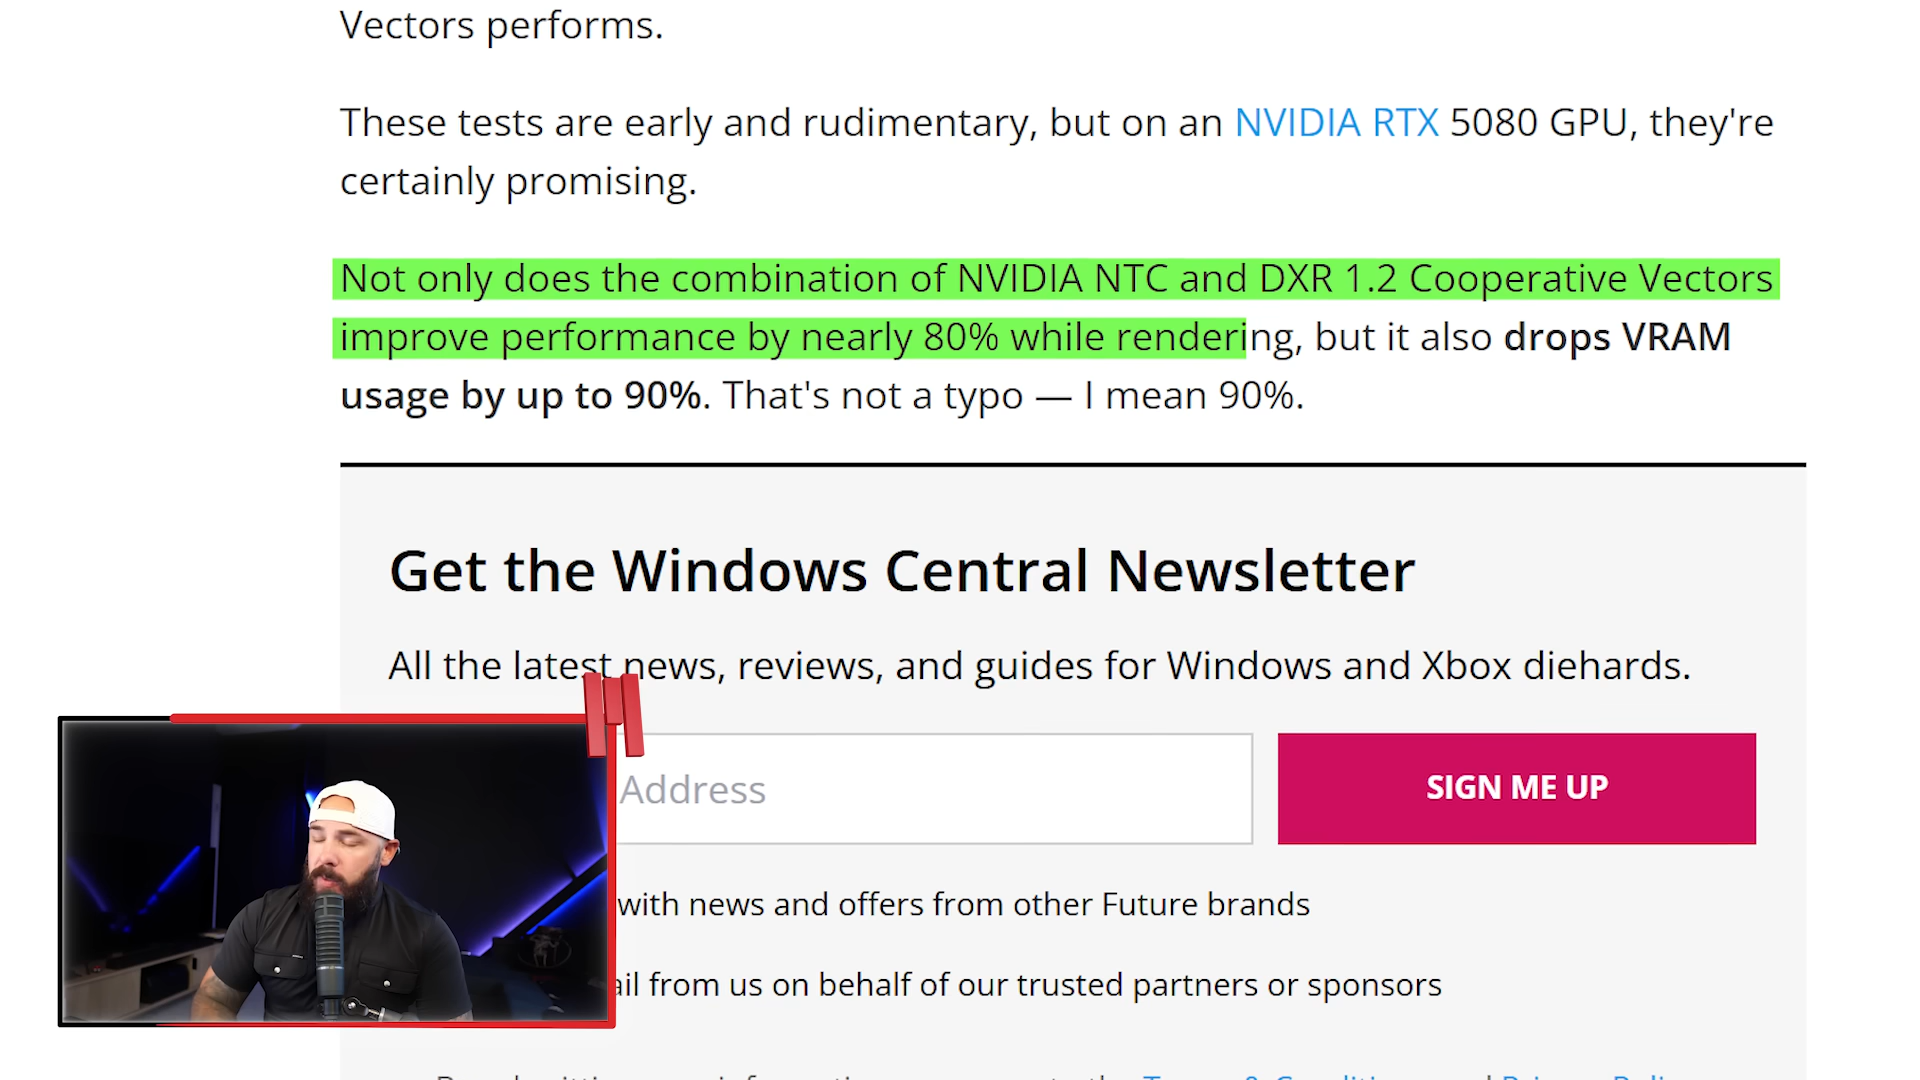 Vectors performs.
These tests are early and rudimentary, but on an NVIDIA RTX 5080 GPU, they're
certainly promising.
Not only does the combination of NVIDIA NTC and DXR 1.2 Cooperative Vectors
improve performance by nearly 80% while rendering, but it also drops VRAM
usage by up to 90%. That's not a typo — I mean 90%.
Get the Windows Central Newsletter
All the latest news, reviews, and guides for Windows and Xbox diehards.
Address
SIGN ME UP
with news and offers from other Future brands
from us on behalf of our trusted partners or sponsors